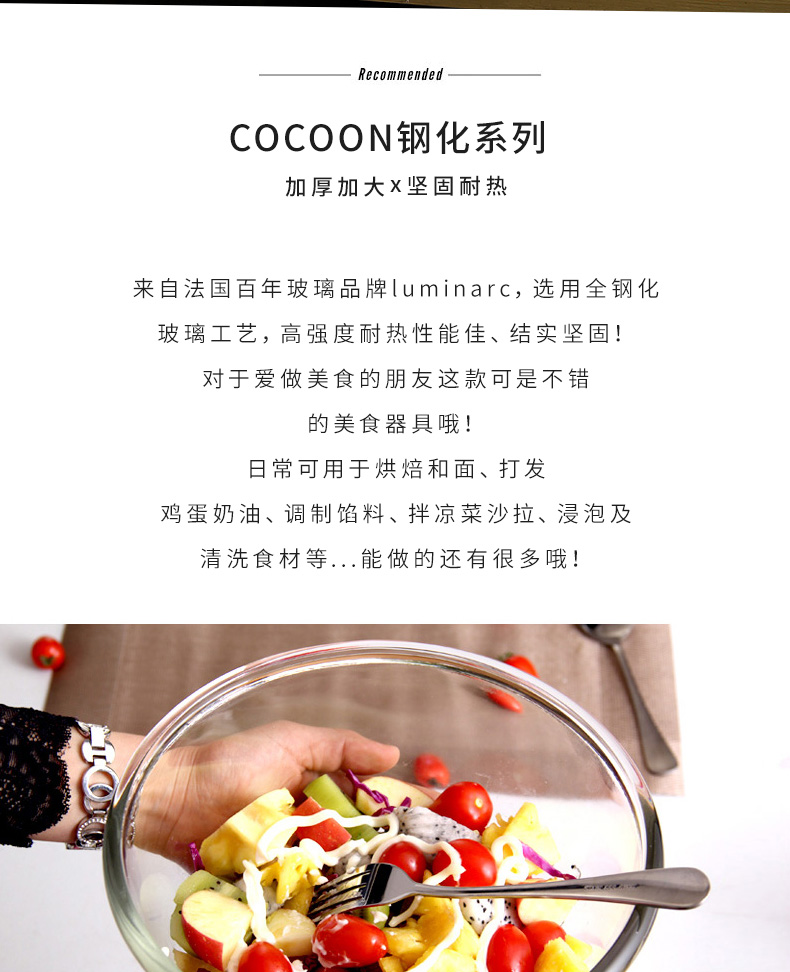 Recommended
COCOON钢化系列
加厚加大x坚固耐热
来自法国百年玻璃品牌luminarc，选用全钢化
玻璃工艺，高强度耐热性能佳、结实坚固！
对于爱做美食的朋友这款可是不错
的美食器具哦！
日常可用于烘焙和面、打发
鸡蛋奶油、调制馅料、拌凉菜沙拉、浸泡及
清洗食材等...能做的还有很多哦！